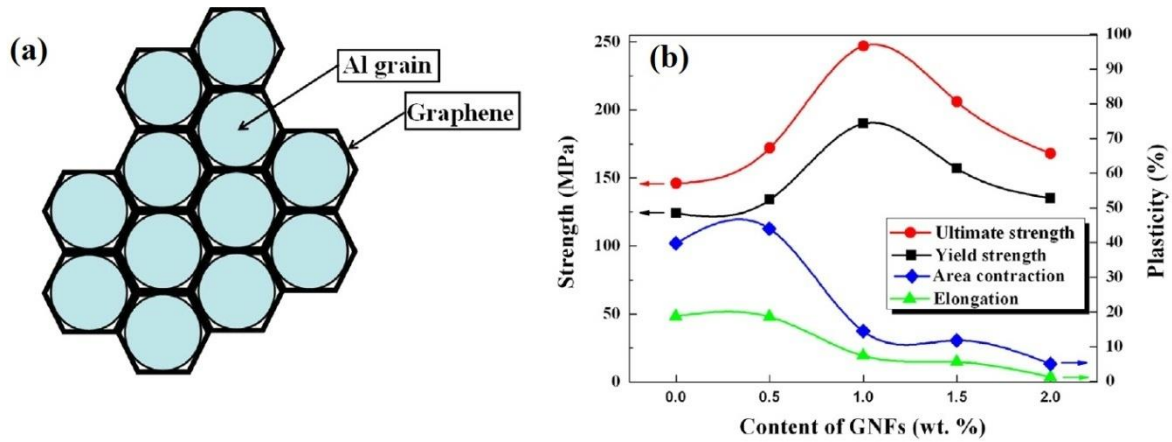 (a)
Al grain
Graphene
(b)
250
200
150
100
50
0
Strength (MPa)
100
90
80
70
60
50
40
30
20
10
0
Plasticity (%)
Ultimate strength
Yield strength
Area contraction
Elongation
0.0 0.5 1.0 1.5 2.0
Content of GNFs (wt. %)